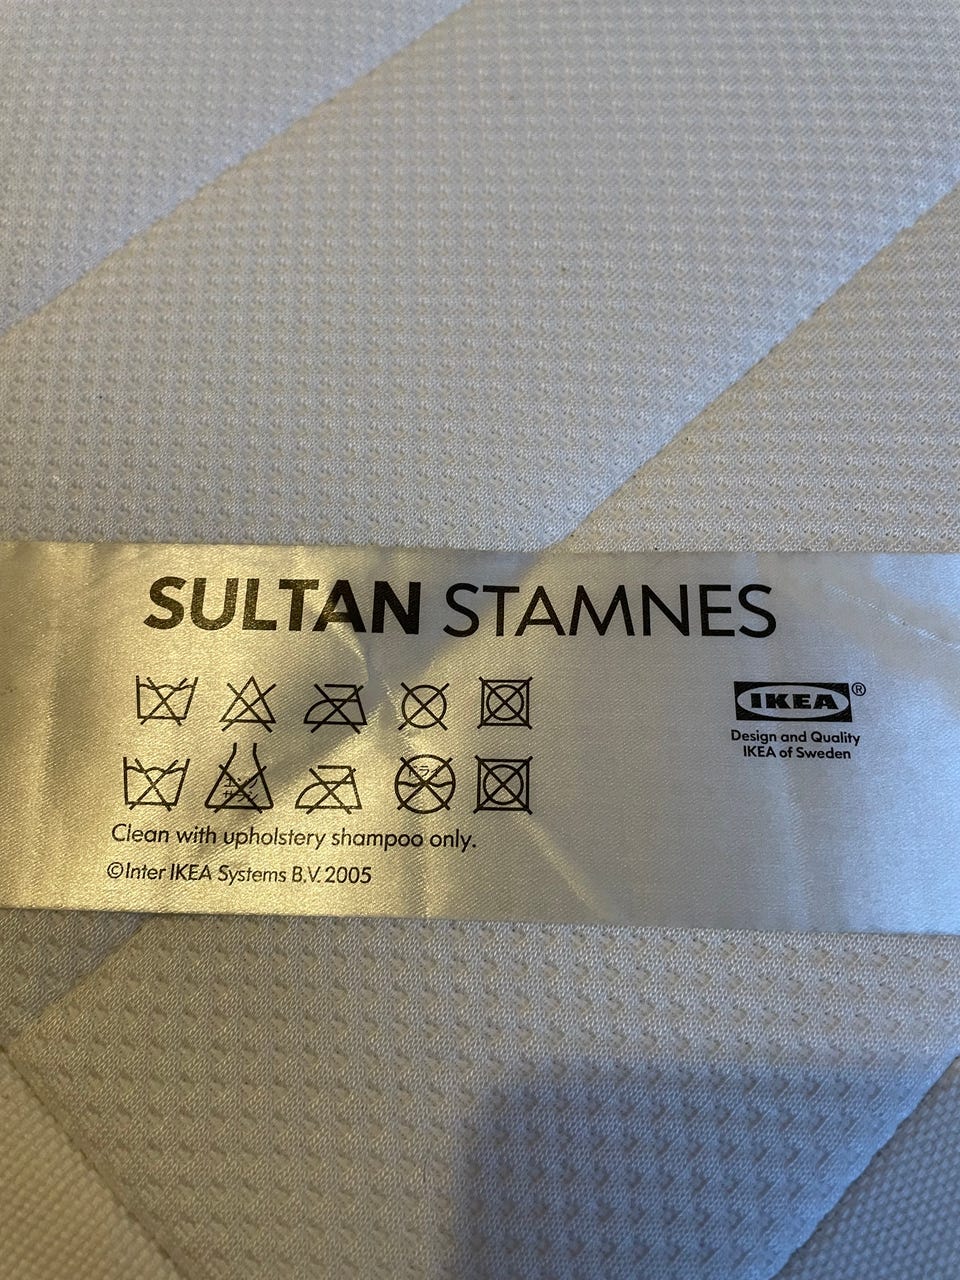 SULTAN STAMNES
IKEA®
Design and Quality
IKEA of Sweden
Clean with upholstery shampoo only.
©Inter IKEA Systems B.V. 2005